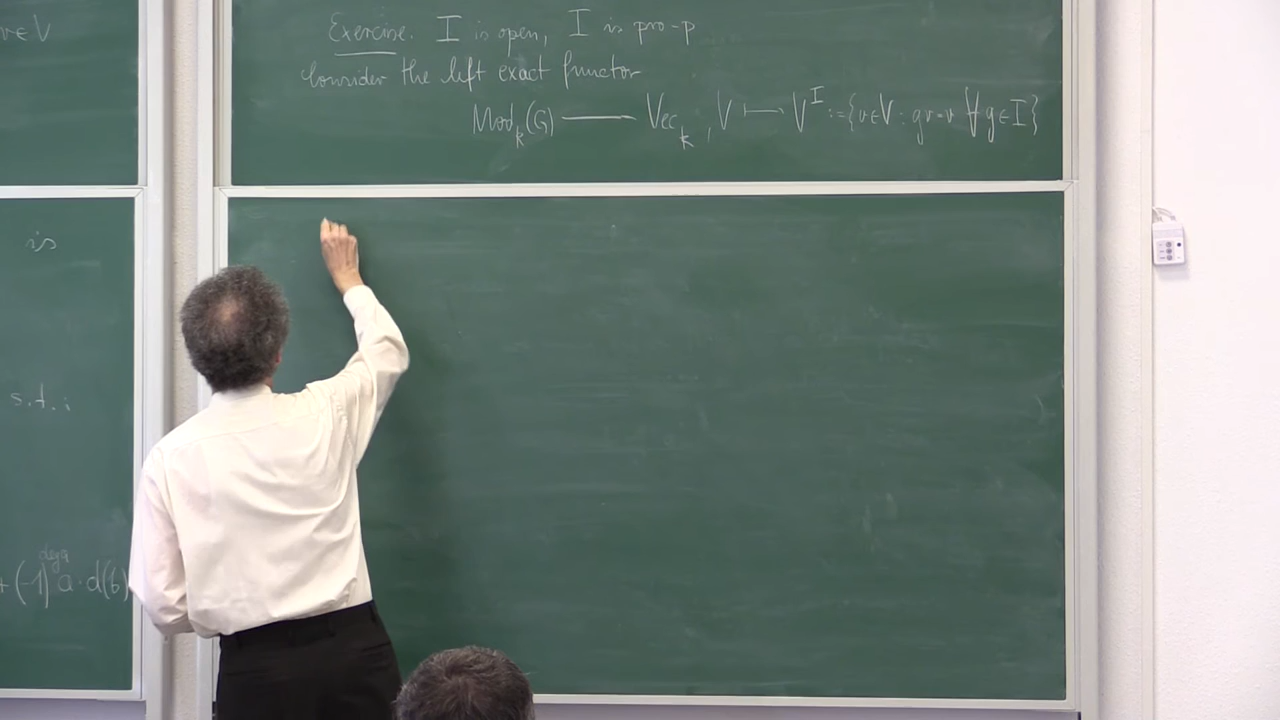 ∀v∈V
is
s.t.:
+ (-1)^{deg a} a · d(b)
Exercise. I is open, I is pro-p
Consider the left exact functor
Mod_k(G) ⟶ Vec_k, V ⟼ V^I := {v∈V : gv=v ∀g∈I}